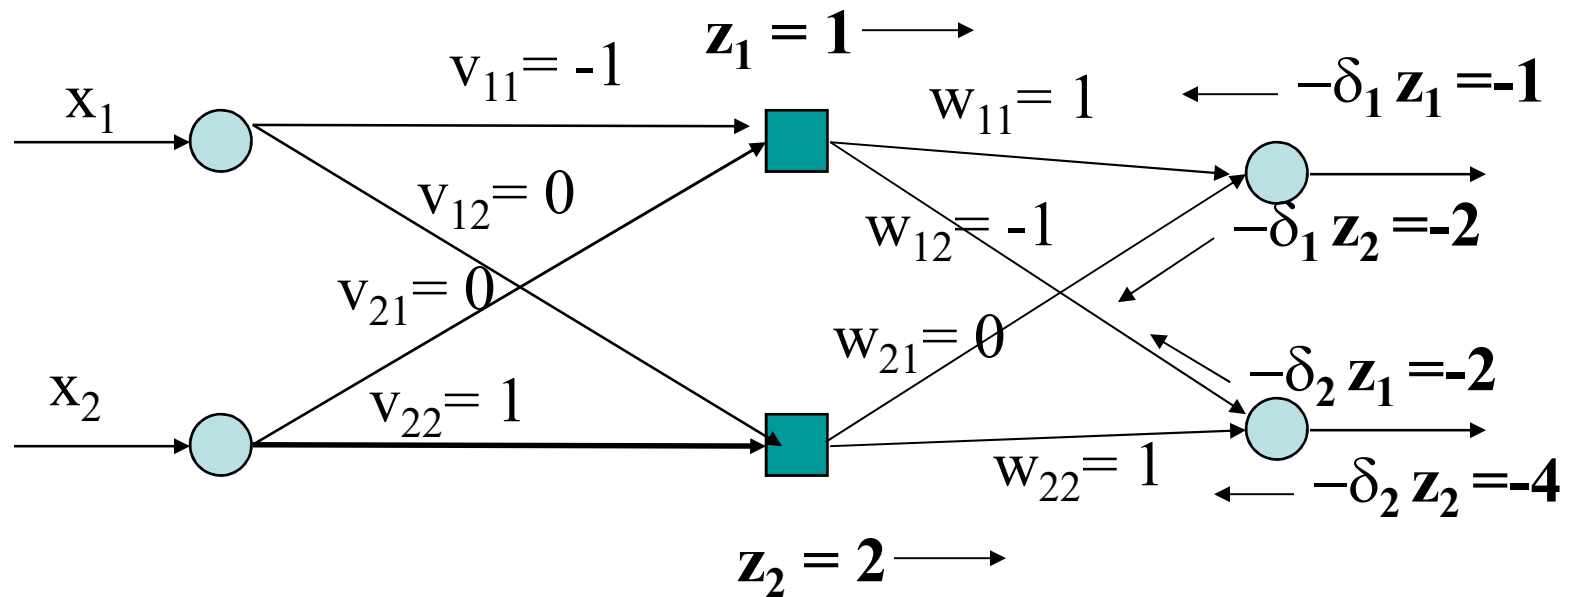 z₁ = 1
v₁₁= -1
x₁
w₁₁= 1
−δ₁ z₁ =-1
v₁₂= 0
w₁₂= -1
−δ₁ z₂ =-2
v₂₁= 0
w₂₁= 0
−δ₂ z₁ =-2
x₂
v₂₂= 1
w₂₂= 1
−δ₂ z₂ =-4
z₂ = 2